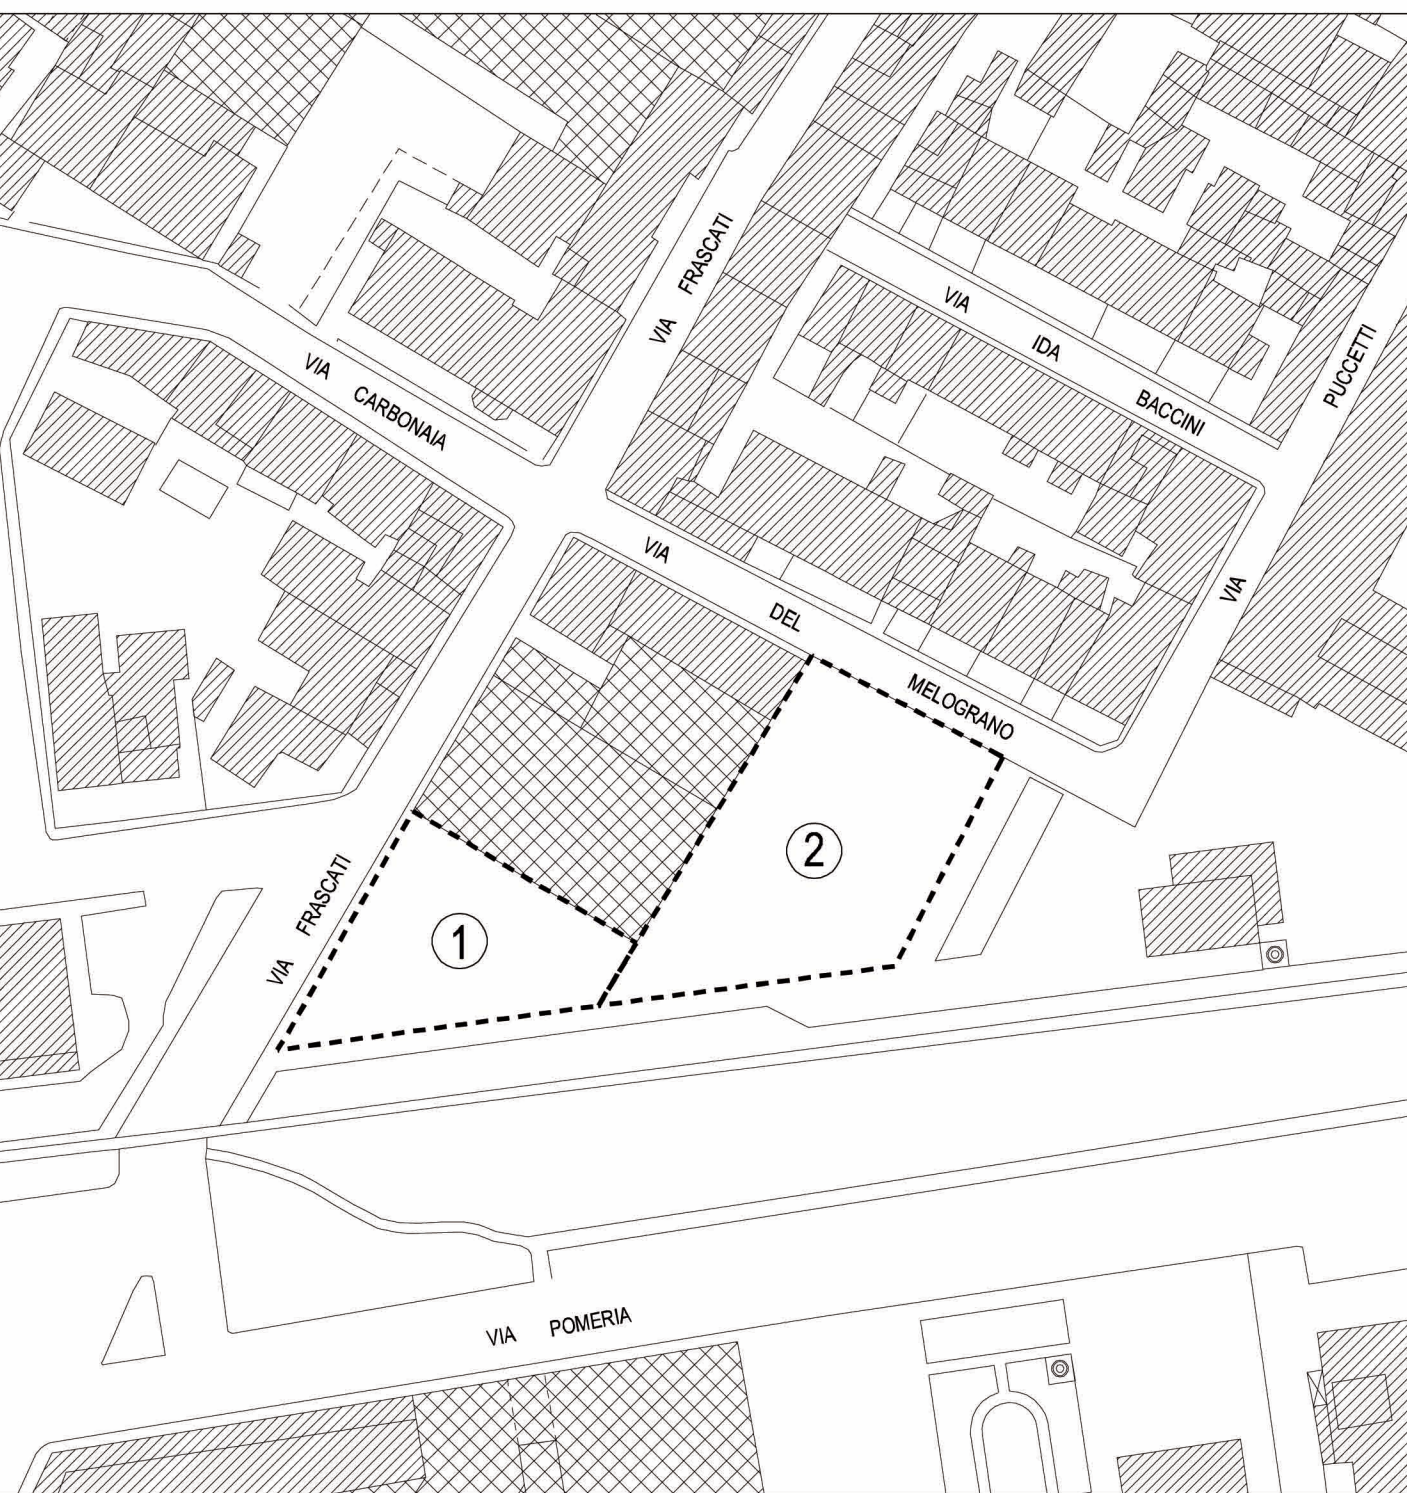 VIA FRASCATI
VIA IDA BACCINI
VIA PUCCETTI
VIA CARBONAIA
VIA DEL MELOGRANO
2
1
VIA FRASCATI
VIA POMERIA